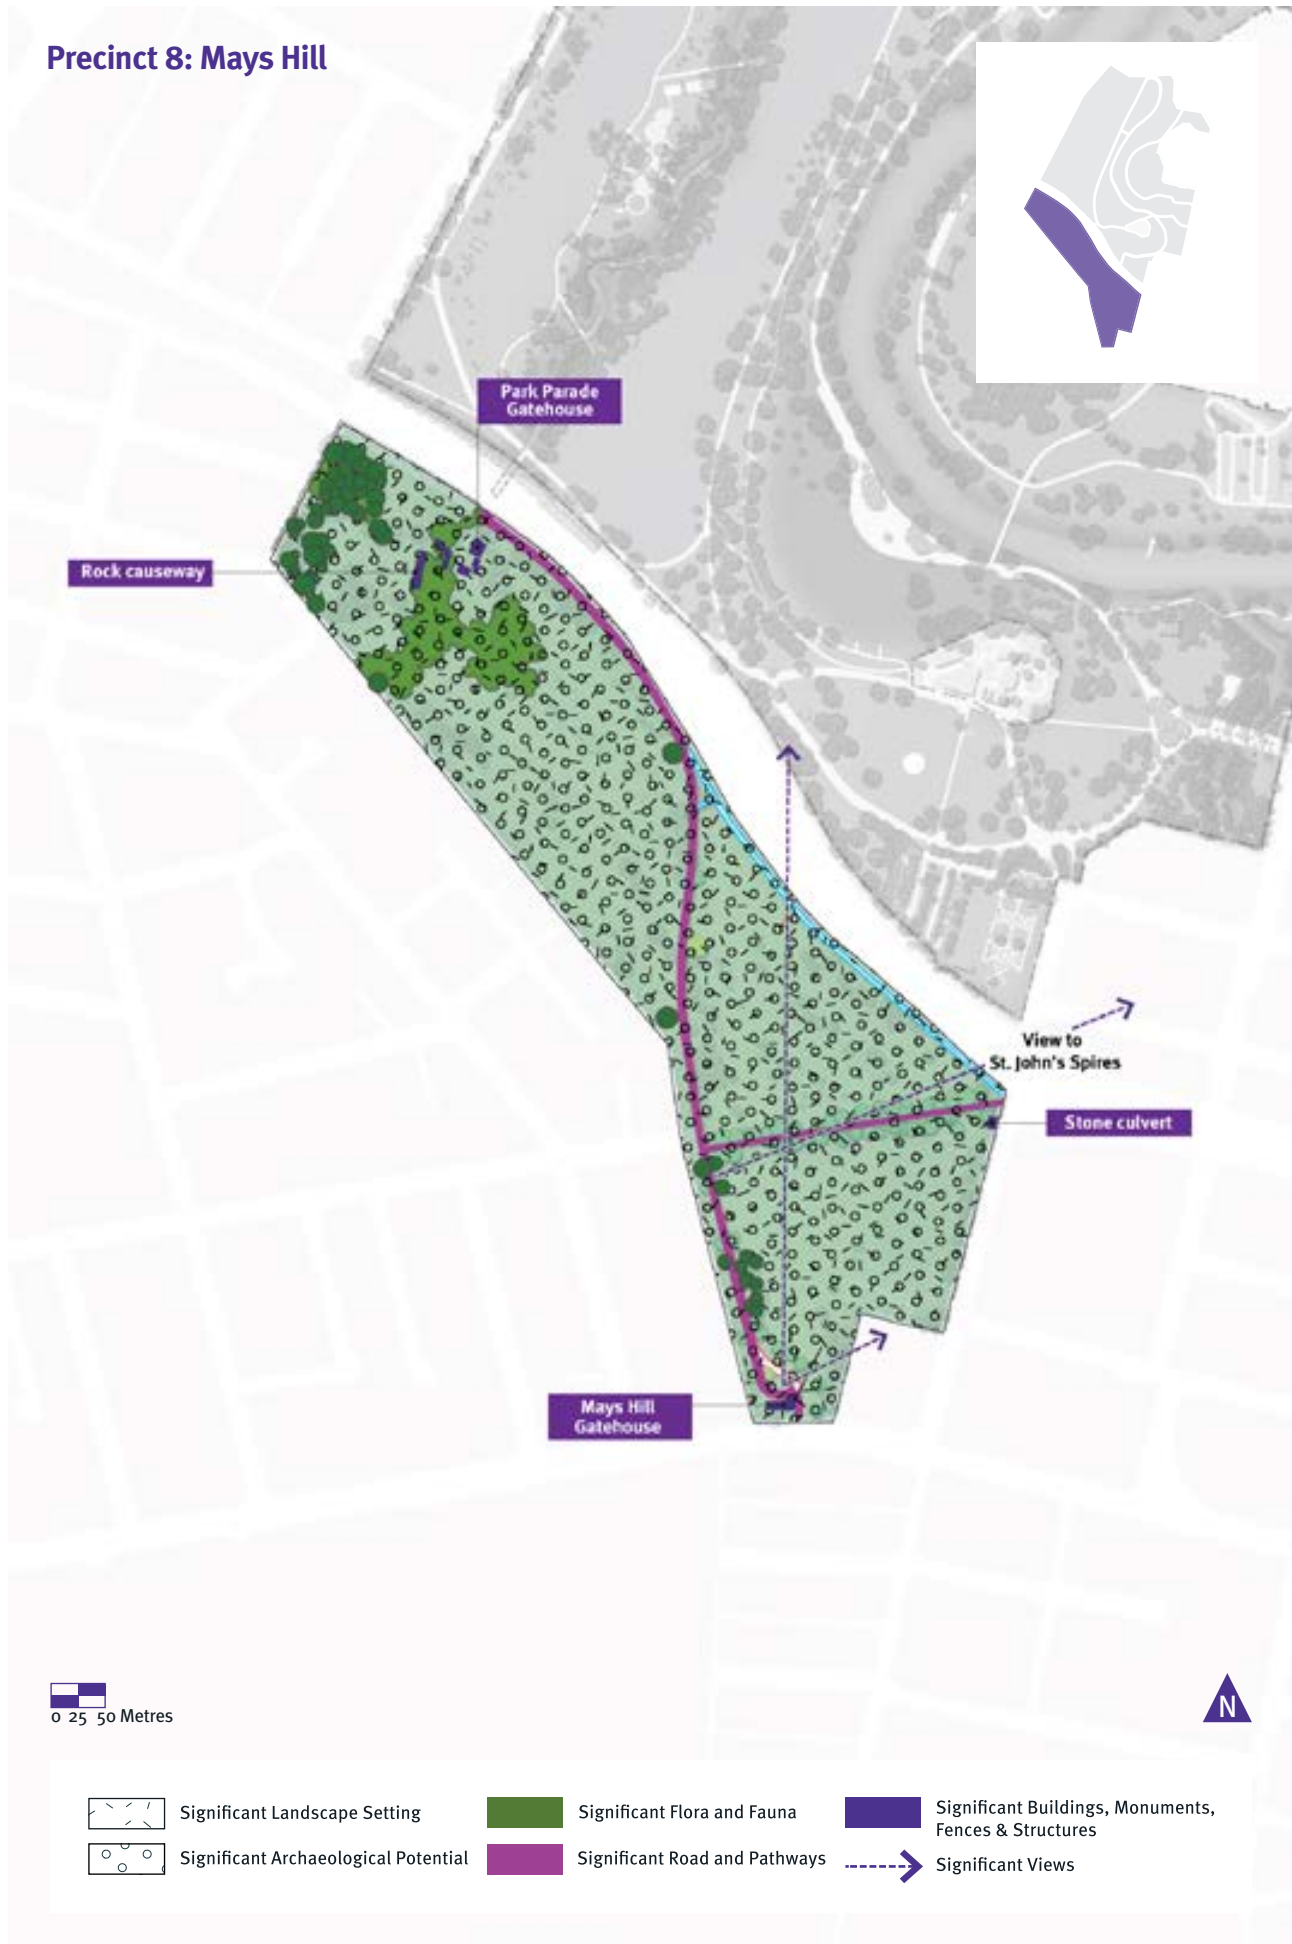 Precinct 8: Mays Hill
Park Parade
Gatehouse
Rock causeway
View to
St. John's Spires
Stone culvert
Mays Hill
Gatehouse
0 25 50 Metres
N
Significant Landscape Setting
Significant Archaeological Potential
Significant Flora and Fauna
Significant Road and Pathways
Significant Buildings, Monuments,
Fences & Structures
Significant Views